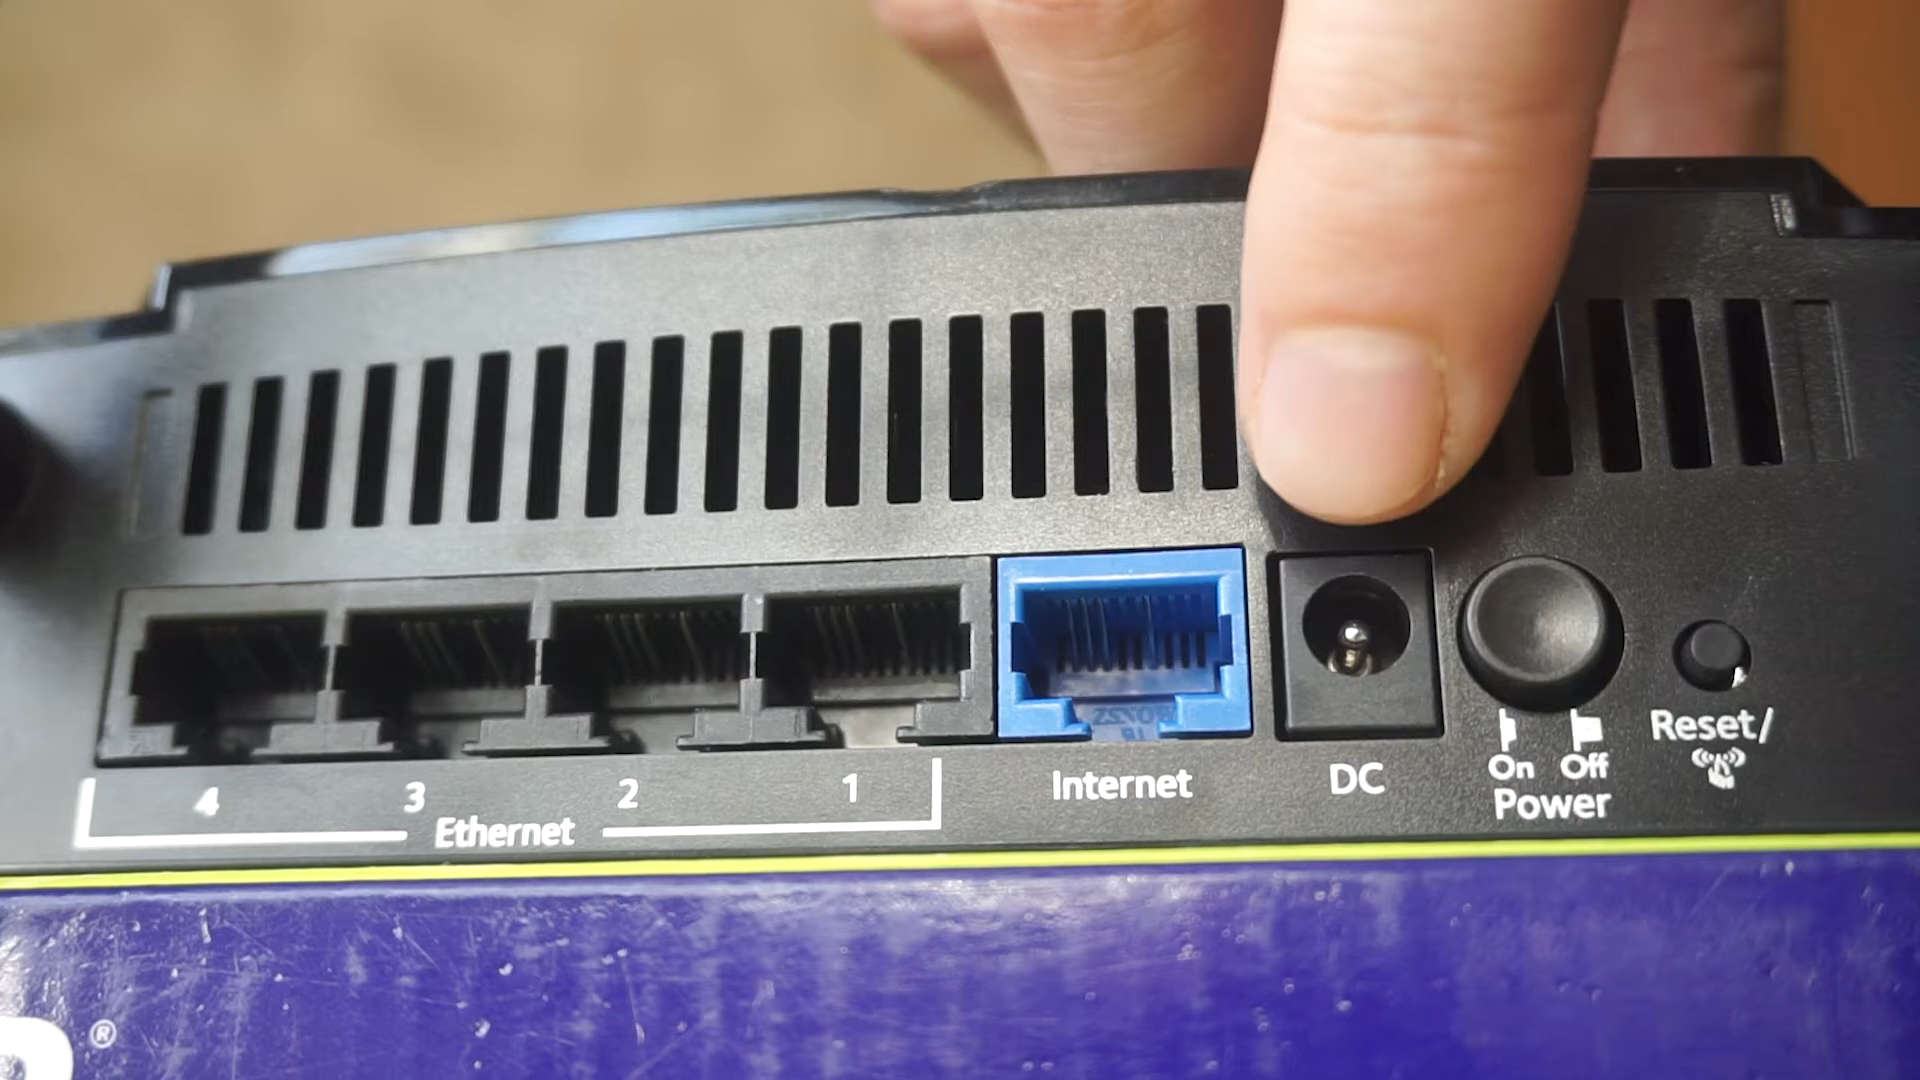 4 3 2 1
Ethernet
Internet
DC
On Off
Power
Reset/
®